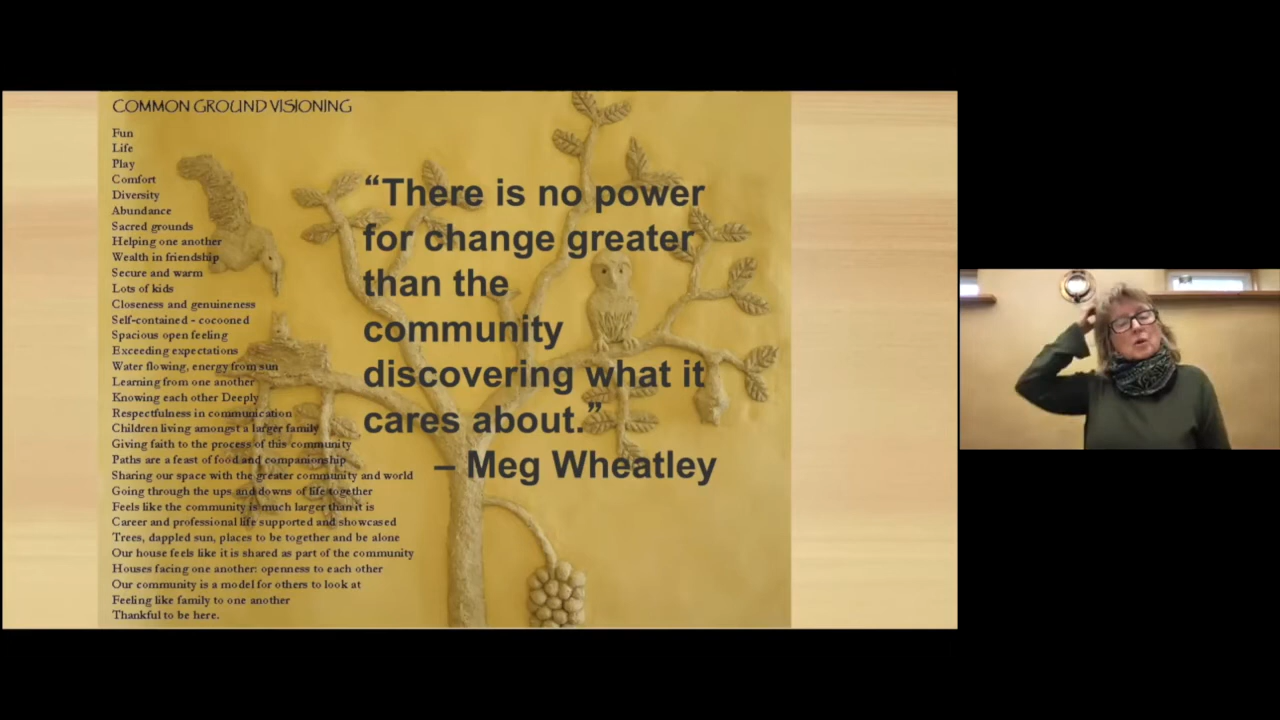 COMMON GROUND VISIONING
Fun
Life
Play
Comfort
Diversity
Abundance
Sacred grounds
Helping one another
Wealth in friendship
Secure and warm
Lots of kids
Closeness and genuineness
Self-contained - cocooned
Spacious open feeling
Exceeding expectations
Water flowing, energy from sun
Learning from one another
Knowing each other Deeply
Respectfulness in communication
Children living amongst a larger family
Giving faith to the process of this community
Paths are a feast of food and companionship
Sharing our space with the greater community and world
Going through the ups and downs of life together
Feels like the community is much larger than it is
Career and professional life supported and showcased
Trees, dappled sun, places to be together and be alone
Our house feels like it is shared as part of the community
Houses facing one another: openness to each other
Our community is a model for others to look at
Feeling like family to one another
Thankful to be here.
“There is no power
for change greater
than the
community
discovering what it
cares about.”
– Meg Wheatley